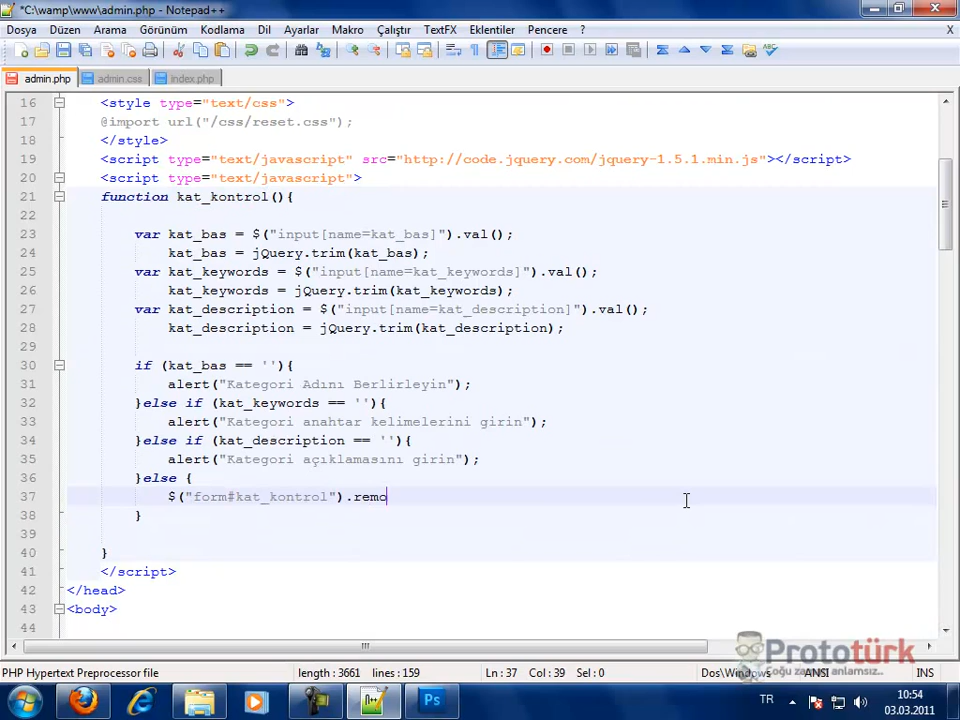 *C:\wamp\www\admin.php - Notepad++
Dosya Düzen Arama Görünüm Kodlama Dil Ayarlar Makro Çalıştır TextFX Eklentiler Pencere ? X
admin.php admin.css index.php
16 <style type="text/css">
17 @import url("/css/reset.css");
18 </style>
19 <script type="text/javascript" src="http://code.jquery.com/jquery-1.5.1.min.js"></script>
20 <script type="text/javascript">
21 function kat_kontrol(){
22
23 var kat_bas = $("input[name=kat_bas]").val();
24 kat_bas = jQuery.trim(kat_bas);
25 var kat_keywords = $("input[name=kat_keywords]").val();
26 kat_keywords = jQuery.trim(kat_keywords);
27 var kat_description = $("input[name=kat_description]").val();
28 kat_description = jQuery.trim(kat_description);
29
30 if (kat_bas == ''){
31 alert("Kategori Adını Berlirleyin");
32 }else if (kat_keywords == ''){
33 alert("Kategori anahtar kelimelerini girin");
34 }else if (kat_description == ''){
35 alert("Kategori açıklamasını girin");
36 }else {
37 $("form#kat_kontrol").remo
38 }
39
40 }
41 </script>
42 </head>
43 <body>
44
Prototürk
PHP Hypertext Preprocessor file length : 3661 lines : 159 Ln : 37 Col : 39 Sel : 0 Dos\Windows ANSI INS
Ps TR 10:54
03.03.2011